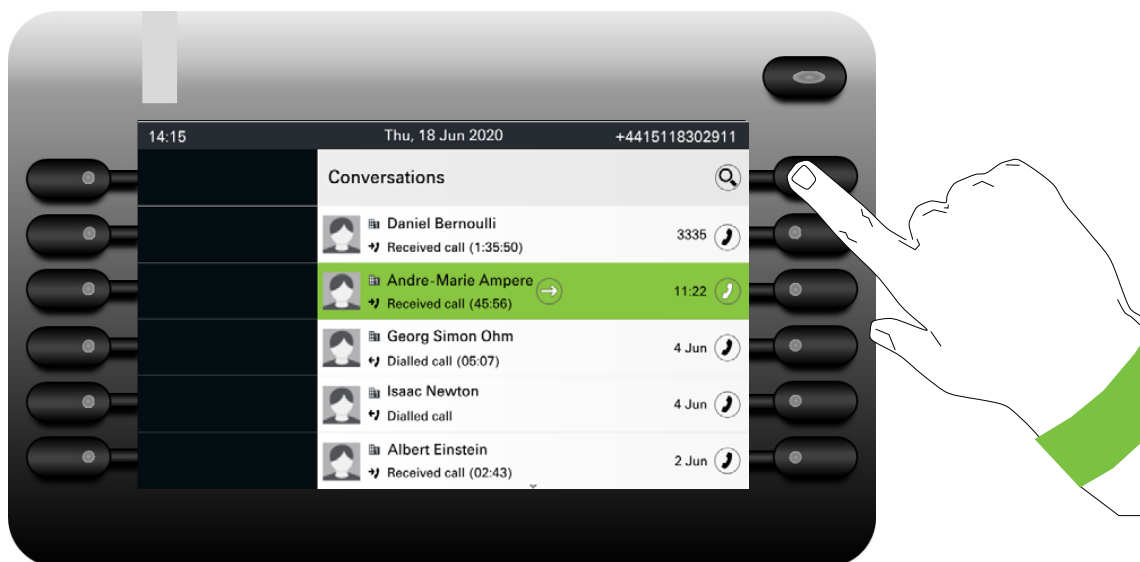 14:15 Thu, 18 Jun 2020 +4415118302911
Conversations
Daniel Bernoulli
Received call (1:35:50)
3335
Andre-Marie Ampere
Received call (45:56)
11:22
Georg Simon Ohm
Dialled call (05:07)
4 Jun
Isaac Newton
Dialled call
4 Jun
Albert Einstein
Received call (02:43)
2 Jun